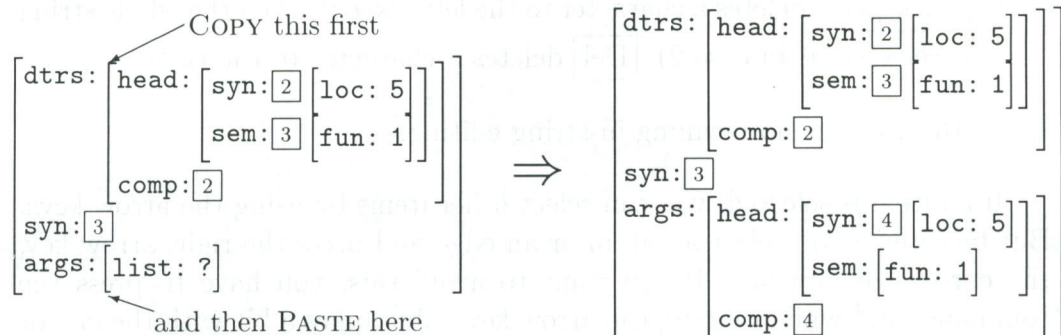 COPY this first
dtrs: head: syn: 2 loc: 5
sem: 3 fun: 1
comp: 2
syn: 3
args: list: ?
and then PASTE here
⇒
dtrs: head: syn: 2 loc: 5
sem: 3 fun: 1
comp: 2
syn: 3
args: head: syn: 4 loc: 5
sem: fun: 1
comp: 4